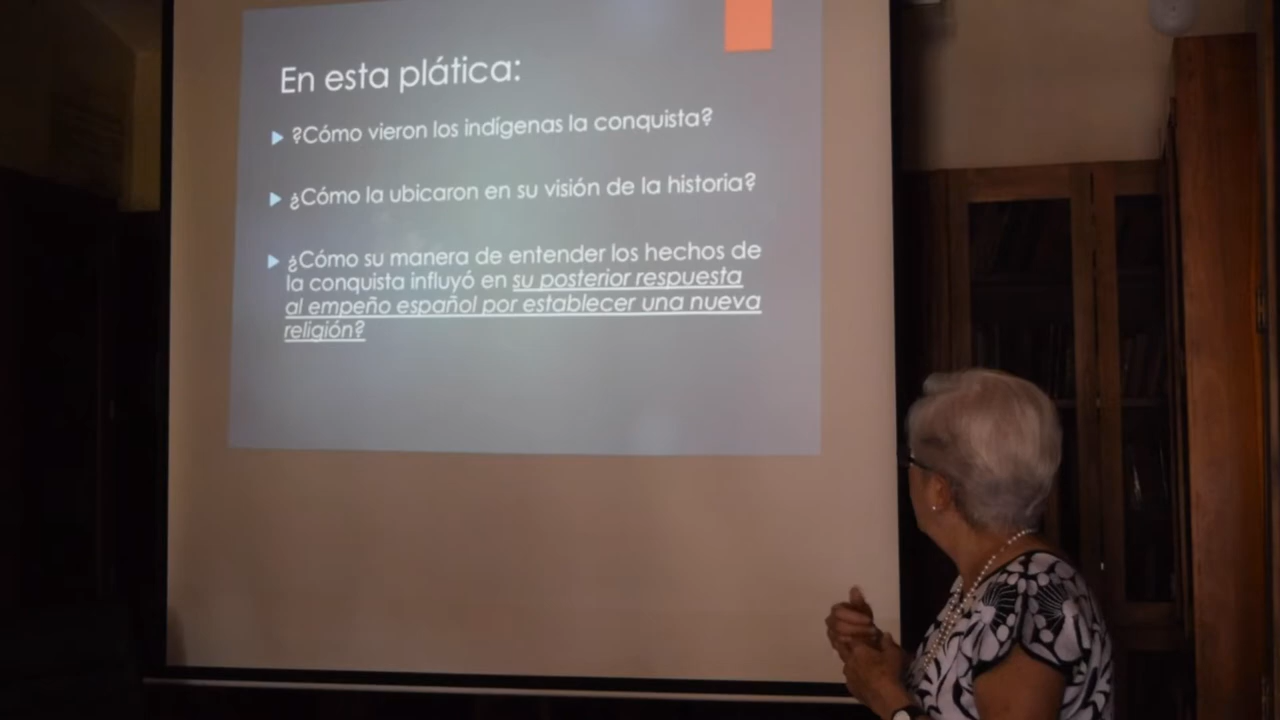 En esta plática:
?Cómo vieron los indígenas la conquista?
¿Cómo la ubicaron en su visión de la historia?
¿Cómo su manera de entender los hechos de
la conquista influyó en su posterior respuesta
al empeño español por establecer una nueva
religión?